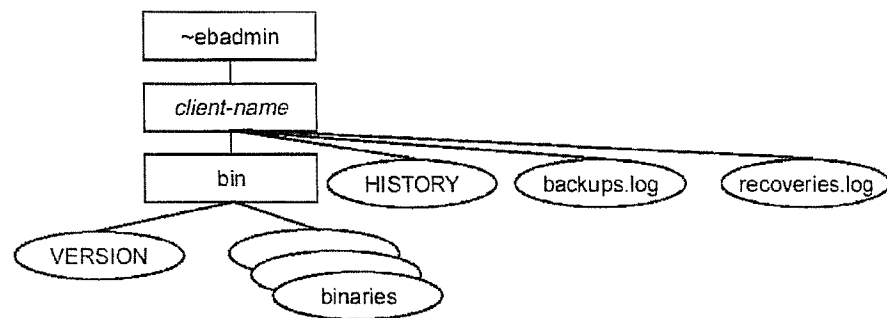 ~ebadmin
client-name
bin
HISTORY
backups.log
recoveries.log
VERSION
binaries